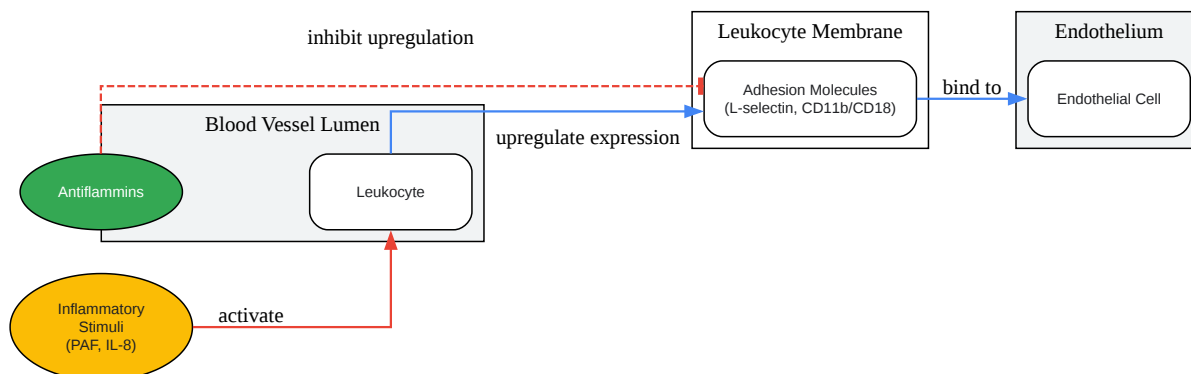 inhibit upregulation
Leukocyte Membrane
Endothelium
Adhesion Molecules
(L-selectin, CD11b/CD18)
bind to
Endothelial Cell
Blood Vessel Lumen
upregulate expression
Antiflammins
Leukocyte
Inflammatory
Stimuli
(PAF, IL-8)
activate